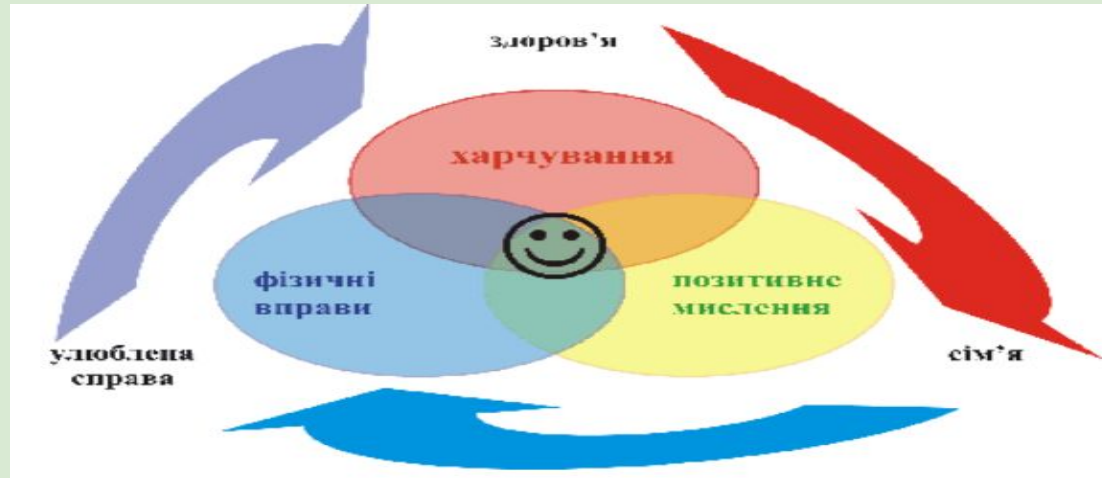 здоров’я
харчування
фізичні
вправи
позитивне
мислення
улюблена
справа
сім’я